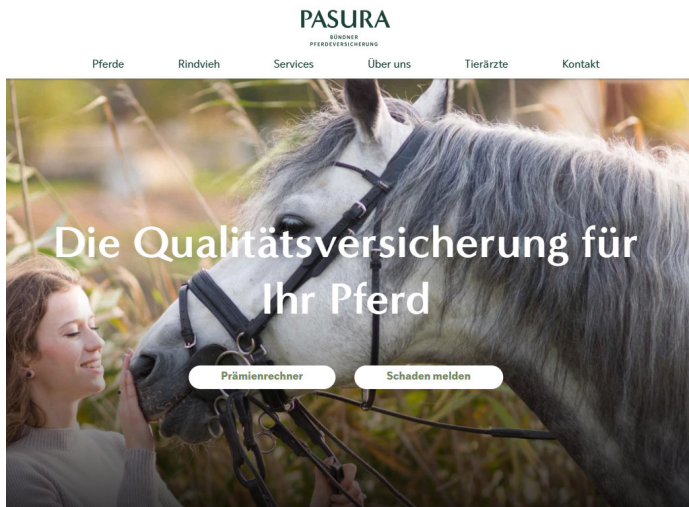 PASURA
BÜNDNER
PFERDEVERSICHERUNG
Pferde
Rindvieh
Services
Über uns
Tierärzte
Kontakt
Die Qualitätsversicherung für
Ihr Pferd
Prämienrechner
Schaden melden